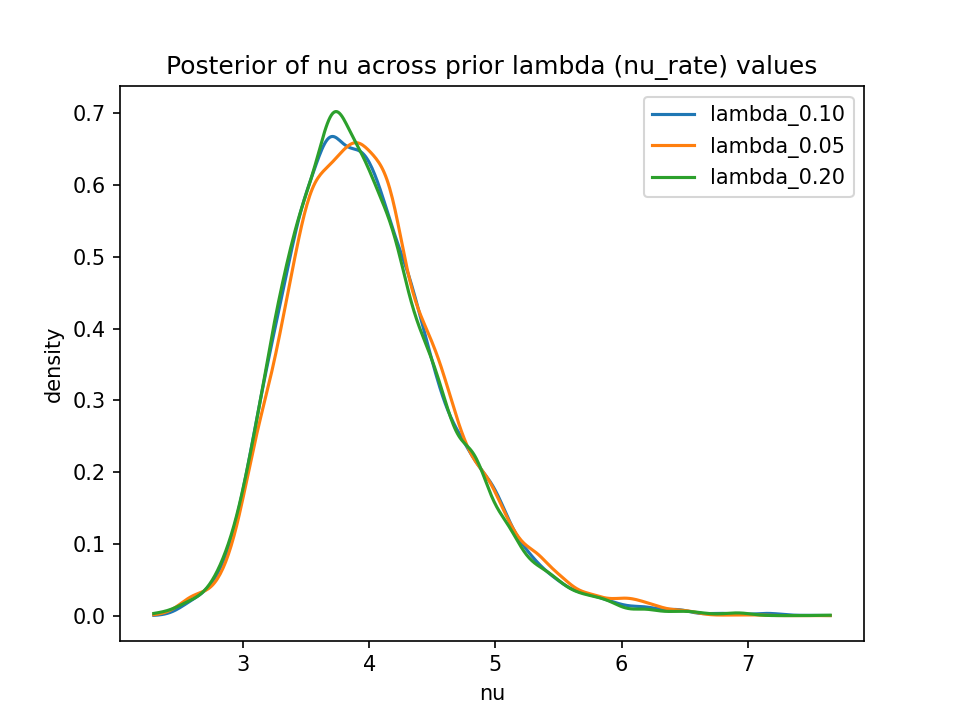 Posterior of nu across prior lambda (nu_rate) values
lambda_0.10
lambda_0.05
lambda_0.20
density
0.7
0.6
0.5
0.4
0.3
0.2
0.1
0.0
3 4 5 6 7
nu